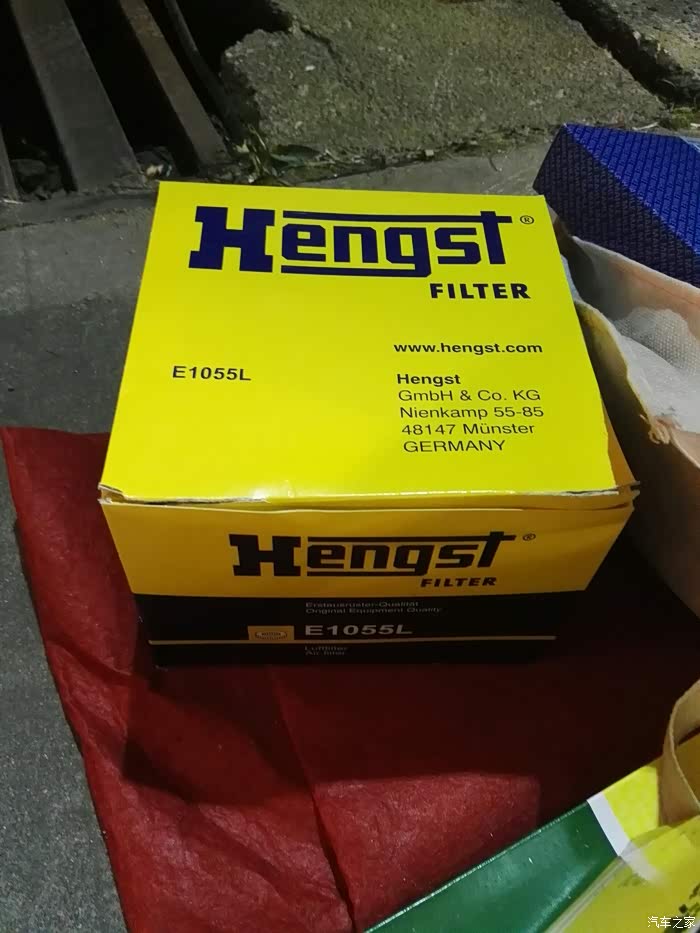 Hengst®
FILTER
www.hengst.com
E1055L
Hengst
GmbH & Co. KG
Nienkamp 55-85
48147 Münster
GERMANY
Hengst®
FILTER
Erstausrüster-Qualität
Original Equipment Quality
E1055L
Luftfilter
Air filter
汽车之家